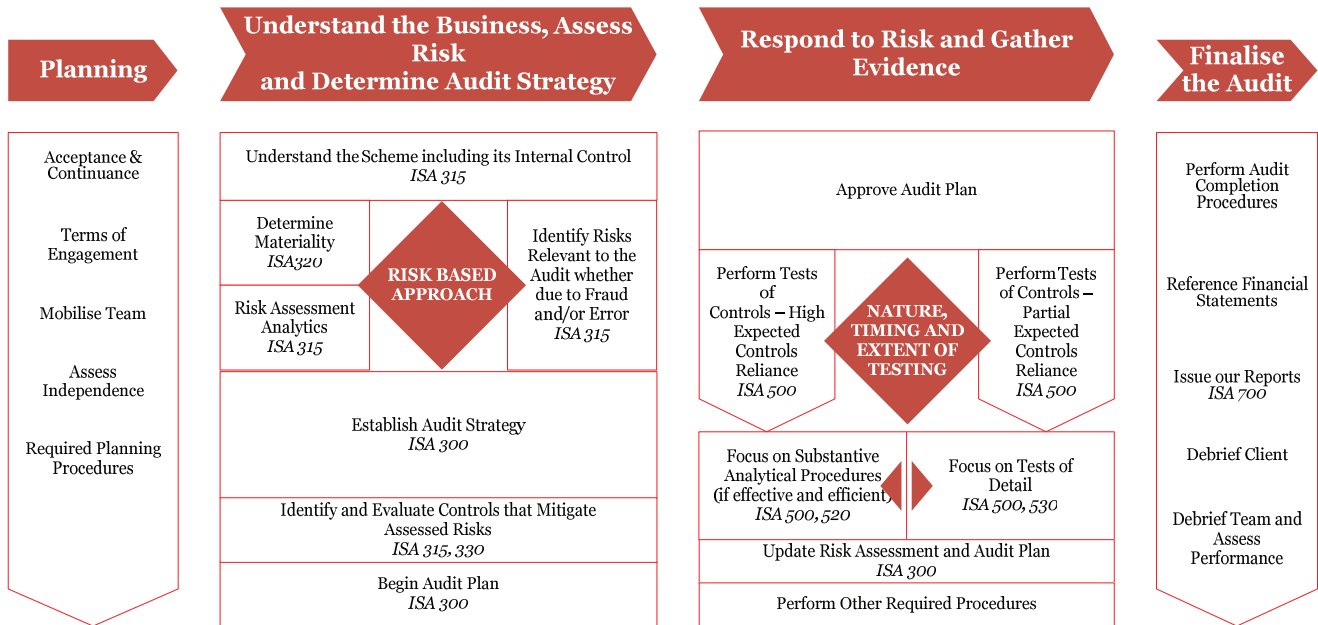 Planning
Understand the Business, Assess
Risk
and Determine Audit Strategy
Respond to Risk and Gather
Evidence
Finalise
the Audit
Acceptance &
Continuance
Terms of
Engagement
Mobilise Team
Assess
Independence
Required Planning
Procedures
Understand the Scheme including its Internal Control
ISA 315
Determine
Materiality
ISA320
Risk Assessment
Analytics
ISA 315
RISK BASED
APPROACH
Identify Risks
Relevant to the
Audit whether
due to Fraud
and/or Error
ISA 315
Establish Audit Strategy
ISA 300
Identify and Evaluate Controls that Mitigate
Assessed Risks
ISA 315, 330
Begin Audit Plan
ISA 300
Approve Audit Plan
Perform Tests
of
Controls – High
Expected
Controls
Reliance
ISA 500
NATURE,
TIMING AND
EXTENT OF
TESTING
Perform Tests
of Controls –
Partial
Expected
Controls
Reliance
ISA 500
Focus on Substantive
Analytical Procedures
(if effective and efficient)
ISA 500, 520
Focus on Tests of
Detail
ISA 500, 530
Update Risk Assessment and Audit Plan
ISA 300
Perform Other Required Procedures
Perform Audit
Completion
Procedures
Reference Financial
Statements
Issue our Reports
ISA 700
Debrief Client
Debrief Team and
Assess
Performance